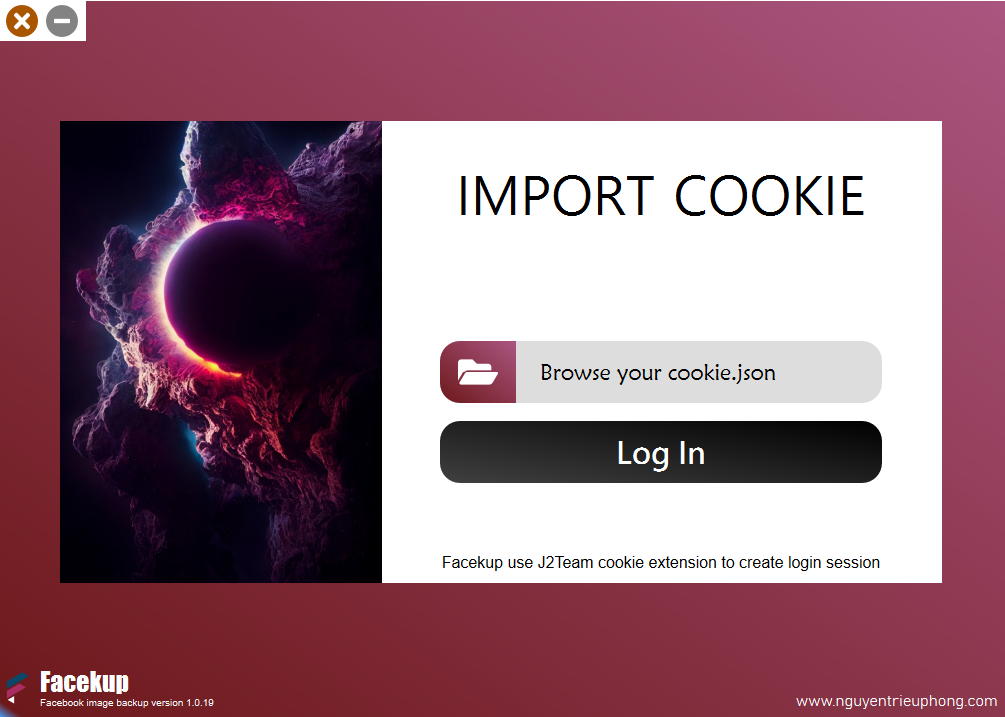 IMPORT COOKIE
Browse your cookie.json
Log In
Facekup use J2Team cookie extension to create login session
Facekup
Facebook image backup version 1.0.19
www.nguyentrieuphong.com